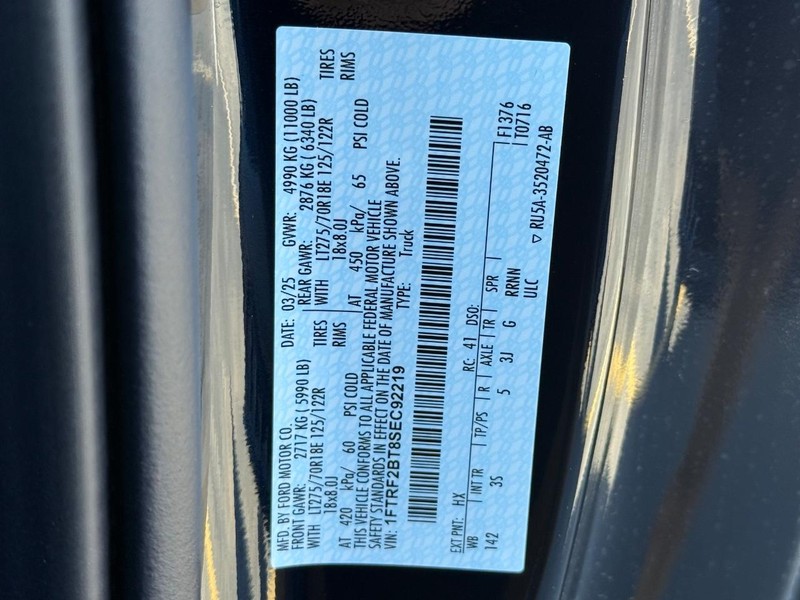 MFD. BY FORD MOTOR CO. DATE: 03/25 GVWR: 4990 KG (11000 LB)
FRONT GAWR: 2717 KG ( 5990 LB) REAR GAWR: 2876 KG ( 6340 LB)
WITH LT275/70R18E 125/122R TIRES WITH LT275/70R18E 125/122R TIRES
18x8.0J RIMS 18x8.0J RIMS
AT 420 kPa/ 60 PSI COLD AT 450 kPa/ 65 PSI COLD
THIS VEHICLE CONFORMS TO ALL APPLICABLE FEDERAL MOTOR VEHICLE
SAFETY STANDARDS IN EFFECT ON THE DATE OF MANUFACTURE SHOWN ABOVE.
VIN: 1FTRF2BT8SEC92219 TYPE: Truck
EXT PNT: HX RC: 41 DSO: F1376
WB INT TR TP/PS R AXLE TR SPR T0716
142 3S 5 3J G RRNN
ULC ▽ RU5A-3520472-AB